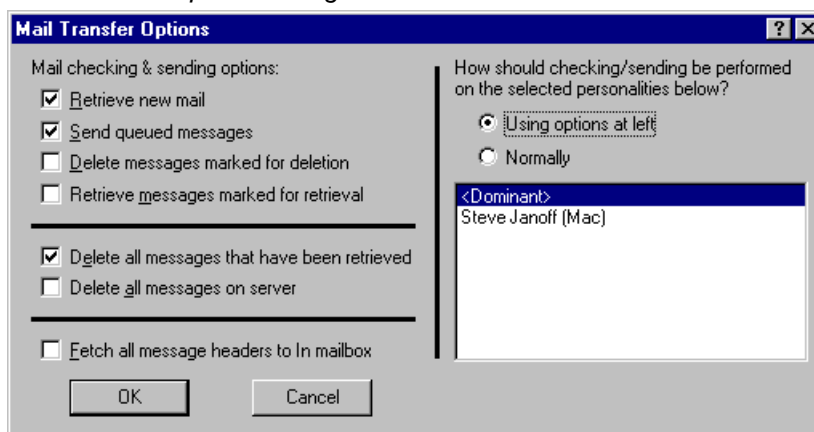 Mail Transfer Options
Mail checking & sending options:
Retrieve new mail
Send queued messages
Delete messages marked for deletion
Retrieve messages marked for retrieval
Delete all messages that have been retrieved
Delete all messages on server
Fetch all message headers to In mailbox
OK
Cancel
How should checking/sending be performed
on the selected personalities below?
Using options at left
Normally
<Dominant>
Steve Janoff (Mac)